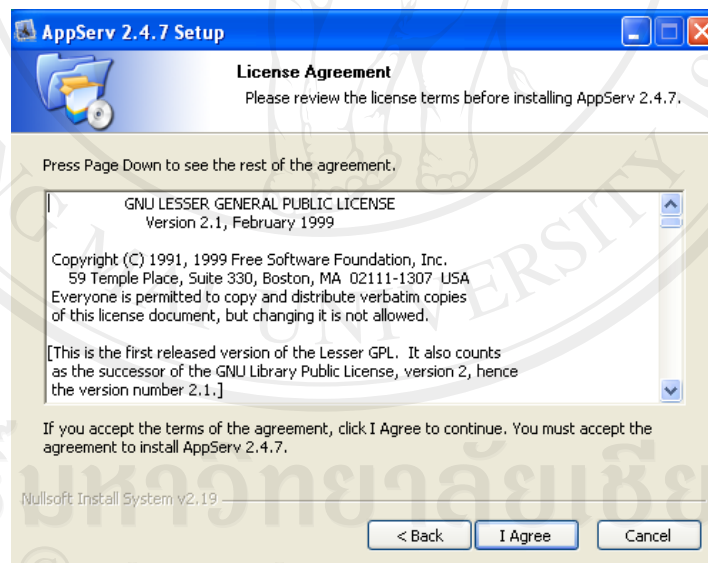 AppServ 2.4.7 Setup
License Agreement
Please review the license terms before installing AppServ 2.4.7.
Press Page Down to see the rest of the agreement.
GNU LESSER GENERAL PUBLIC LICENSE
Version 2.1, February 1999
Copyright (C) 1991, 1999 Free Software Foundation, Inc.
59 Temple Place, Suite 330, Boston, MA 02111-1307 USA
Everyone is permitted to copy and distribute verbatim copies
of this license document, but changing it is not allowed.
[This is the first released version of the Lesser GPL. It also counts
as the successor of the GNU Library Public License, version 2, hence
the version number 2.1.]
If you accept the terms of the agreement, click I Agree to continue. You must accept the
agreement to install AppServ 2.4.7.
Nullsoft Install System v2.19
< Back
I Agree
Cancel